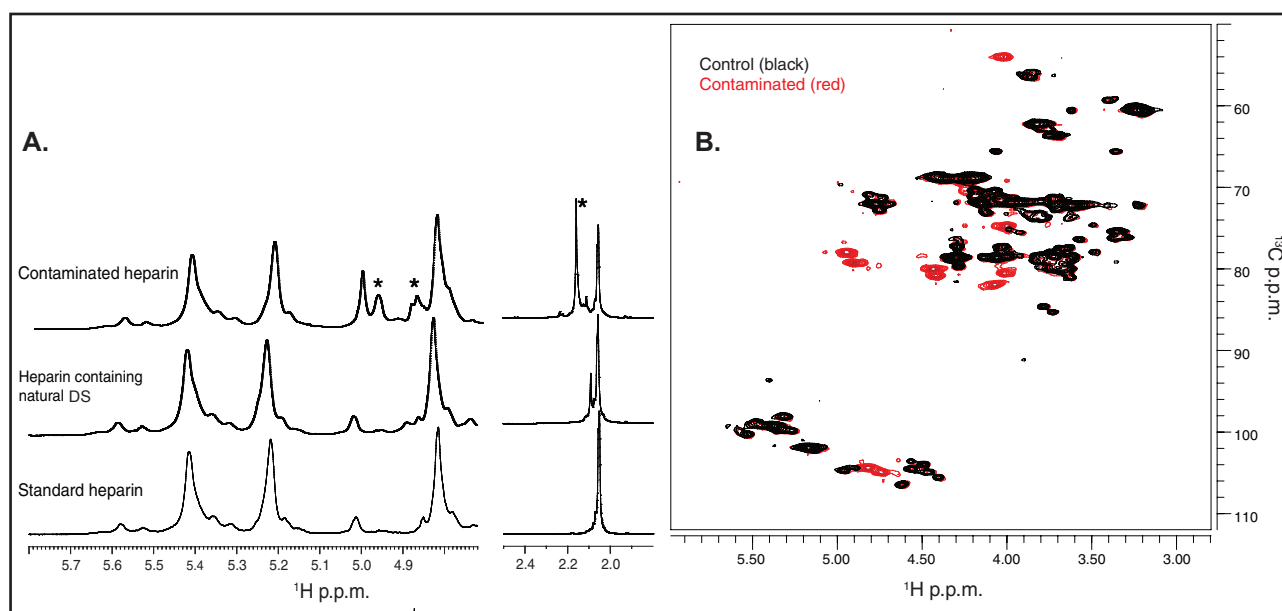 A.
*
*
*
Contaminated heparin
Heparin containing
natural DS
Standard heparin
5.7 5.6 5.5 5.4 5.3 5.2 5.1 5.0 4.9
2.2 2.1 2.0
¹H p.p.m.
B.
Control (black)
Contaminated (red)
60
70
80
90
100
110
¹³C p.p.m.
5.50 5.00 4.50 4.00 3.50 3.00
¹H p.p.m.